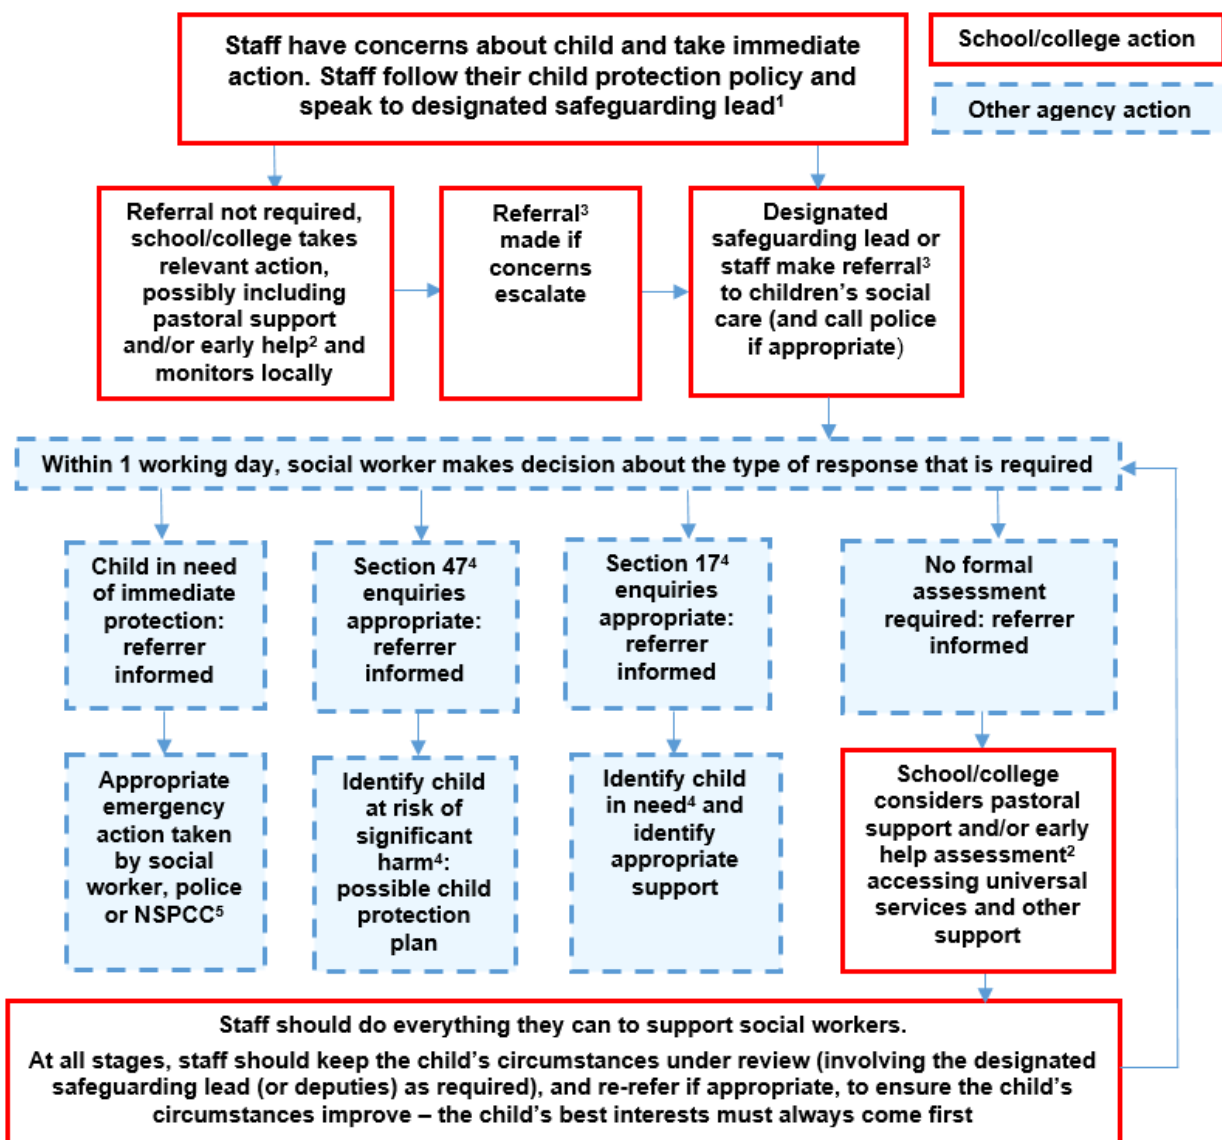 Staff have concerns about child and take immediate
action. Staff follow their child protection policy and
speak to designated safeguarding lead¹
School/college action
Other agency action
Referral not required,
school/college takes
relevant action,
possibly including
pastoral support
and/or early help² and
monitors locally
Referral³
made if
concerns
escalate
Designated
safeguarding lead or
staff make referral³
to children’s social
care (and call police
if appropriate)
Within 1 working day, social worker makes decision about the type of response that is required
Child in need
of immediate
protection:
referrer
informed
Section 47⁴
enquiries
appropriate:
referrer
informed
Section 17⁴
enquiries
appropriate:
referrer
informed
No formal
assessment
required: referrer
informed
Appropriate
emergency
action taken
by social
worker, police
or NSPCC⁵
Identify child
at risk of
significant
harm⁴:
possible child
protection
plan
Identify child
in need⁴ and
identify
appropriate
support
School/college
considers pastoral
support and/or early
help assessment²
accessing universal
services and other
support
Staff should do everything they can to support social workers.
At all stages, staff should keep the child’s circumstances under review (involving the designated
safeguarding lead (or deputies) as required), and re-refer if appropriate, to ensure the child’s
circumstances improve – the child’s best interests must always come first